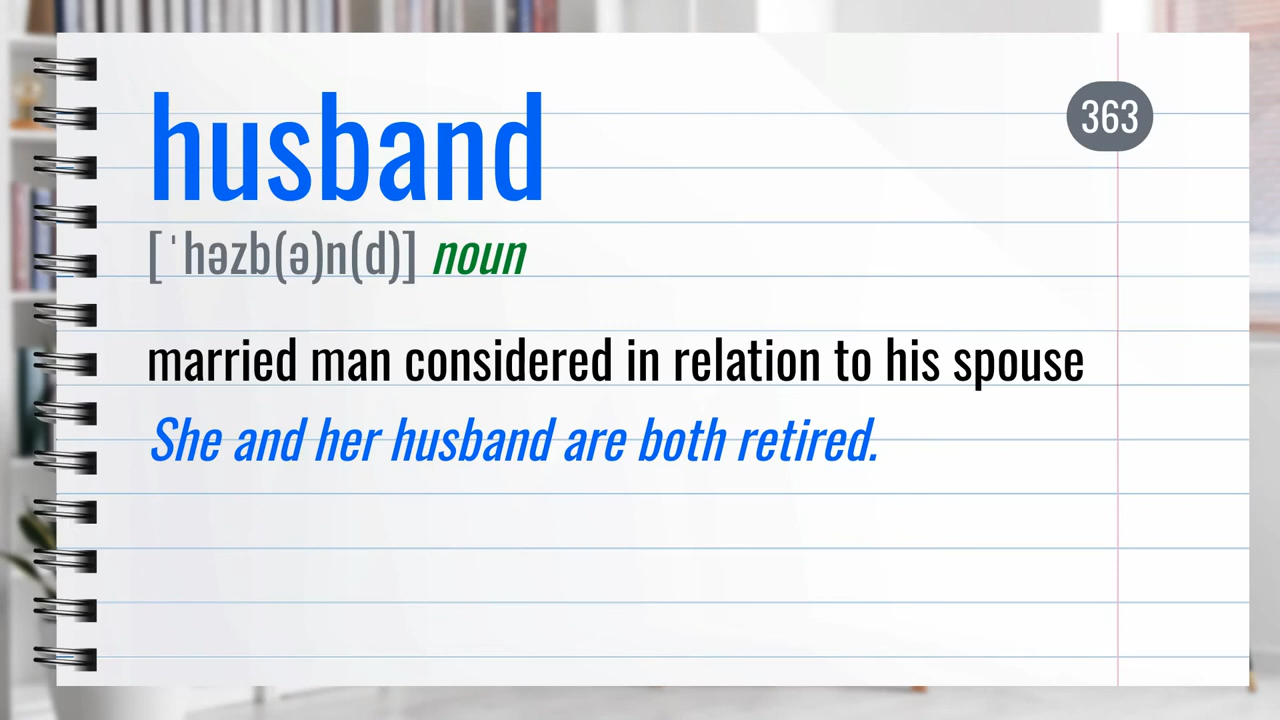 husband
363
[ˈhəzb(ə)n(d)] noun
married man considered in relation to his spouse
She and her husband are both retired.